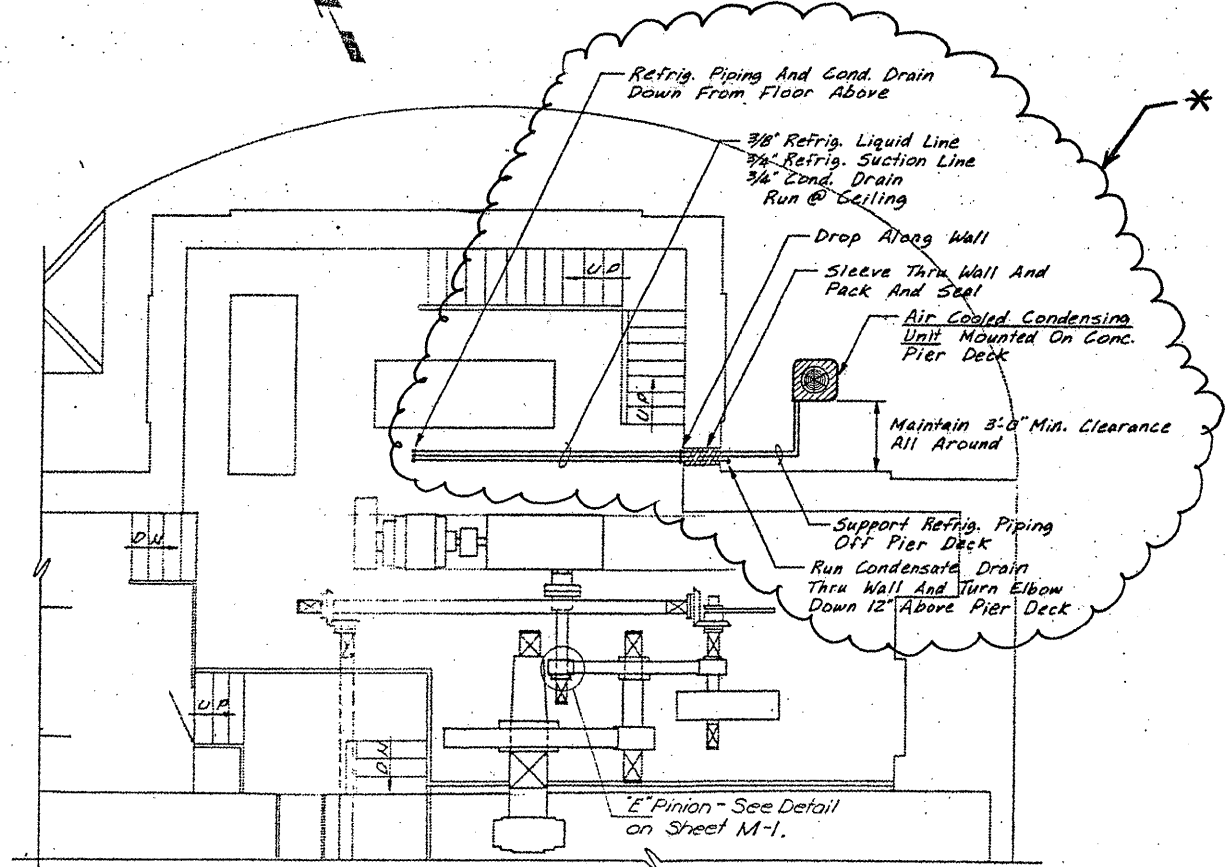 Refrig. Piping And Cond. Drain
Down From Floor Above
*
3/8" Refrig. Liquid Line
3/4" Refrig. Suction Line
3/4" Cond. Drain
Run @ Ceiling
Drop Along Wall
Sleeve Thru Wall And
Pack And Seal
Air Cooled Condensing
Unit Mounted On Conc.
Pier Deck
Maintain 3'-0" Min. Clearance
All Around
Support Refrig. Piping
Off Pier Deck
Run Condensate Drain
Thru Wall And Turn Elbow
Down 12" Above Pier Deck
UP
UP
DN
UP
DN
"E" Pinion - See Detail
on Sheet M-1.